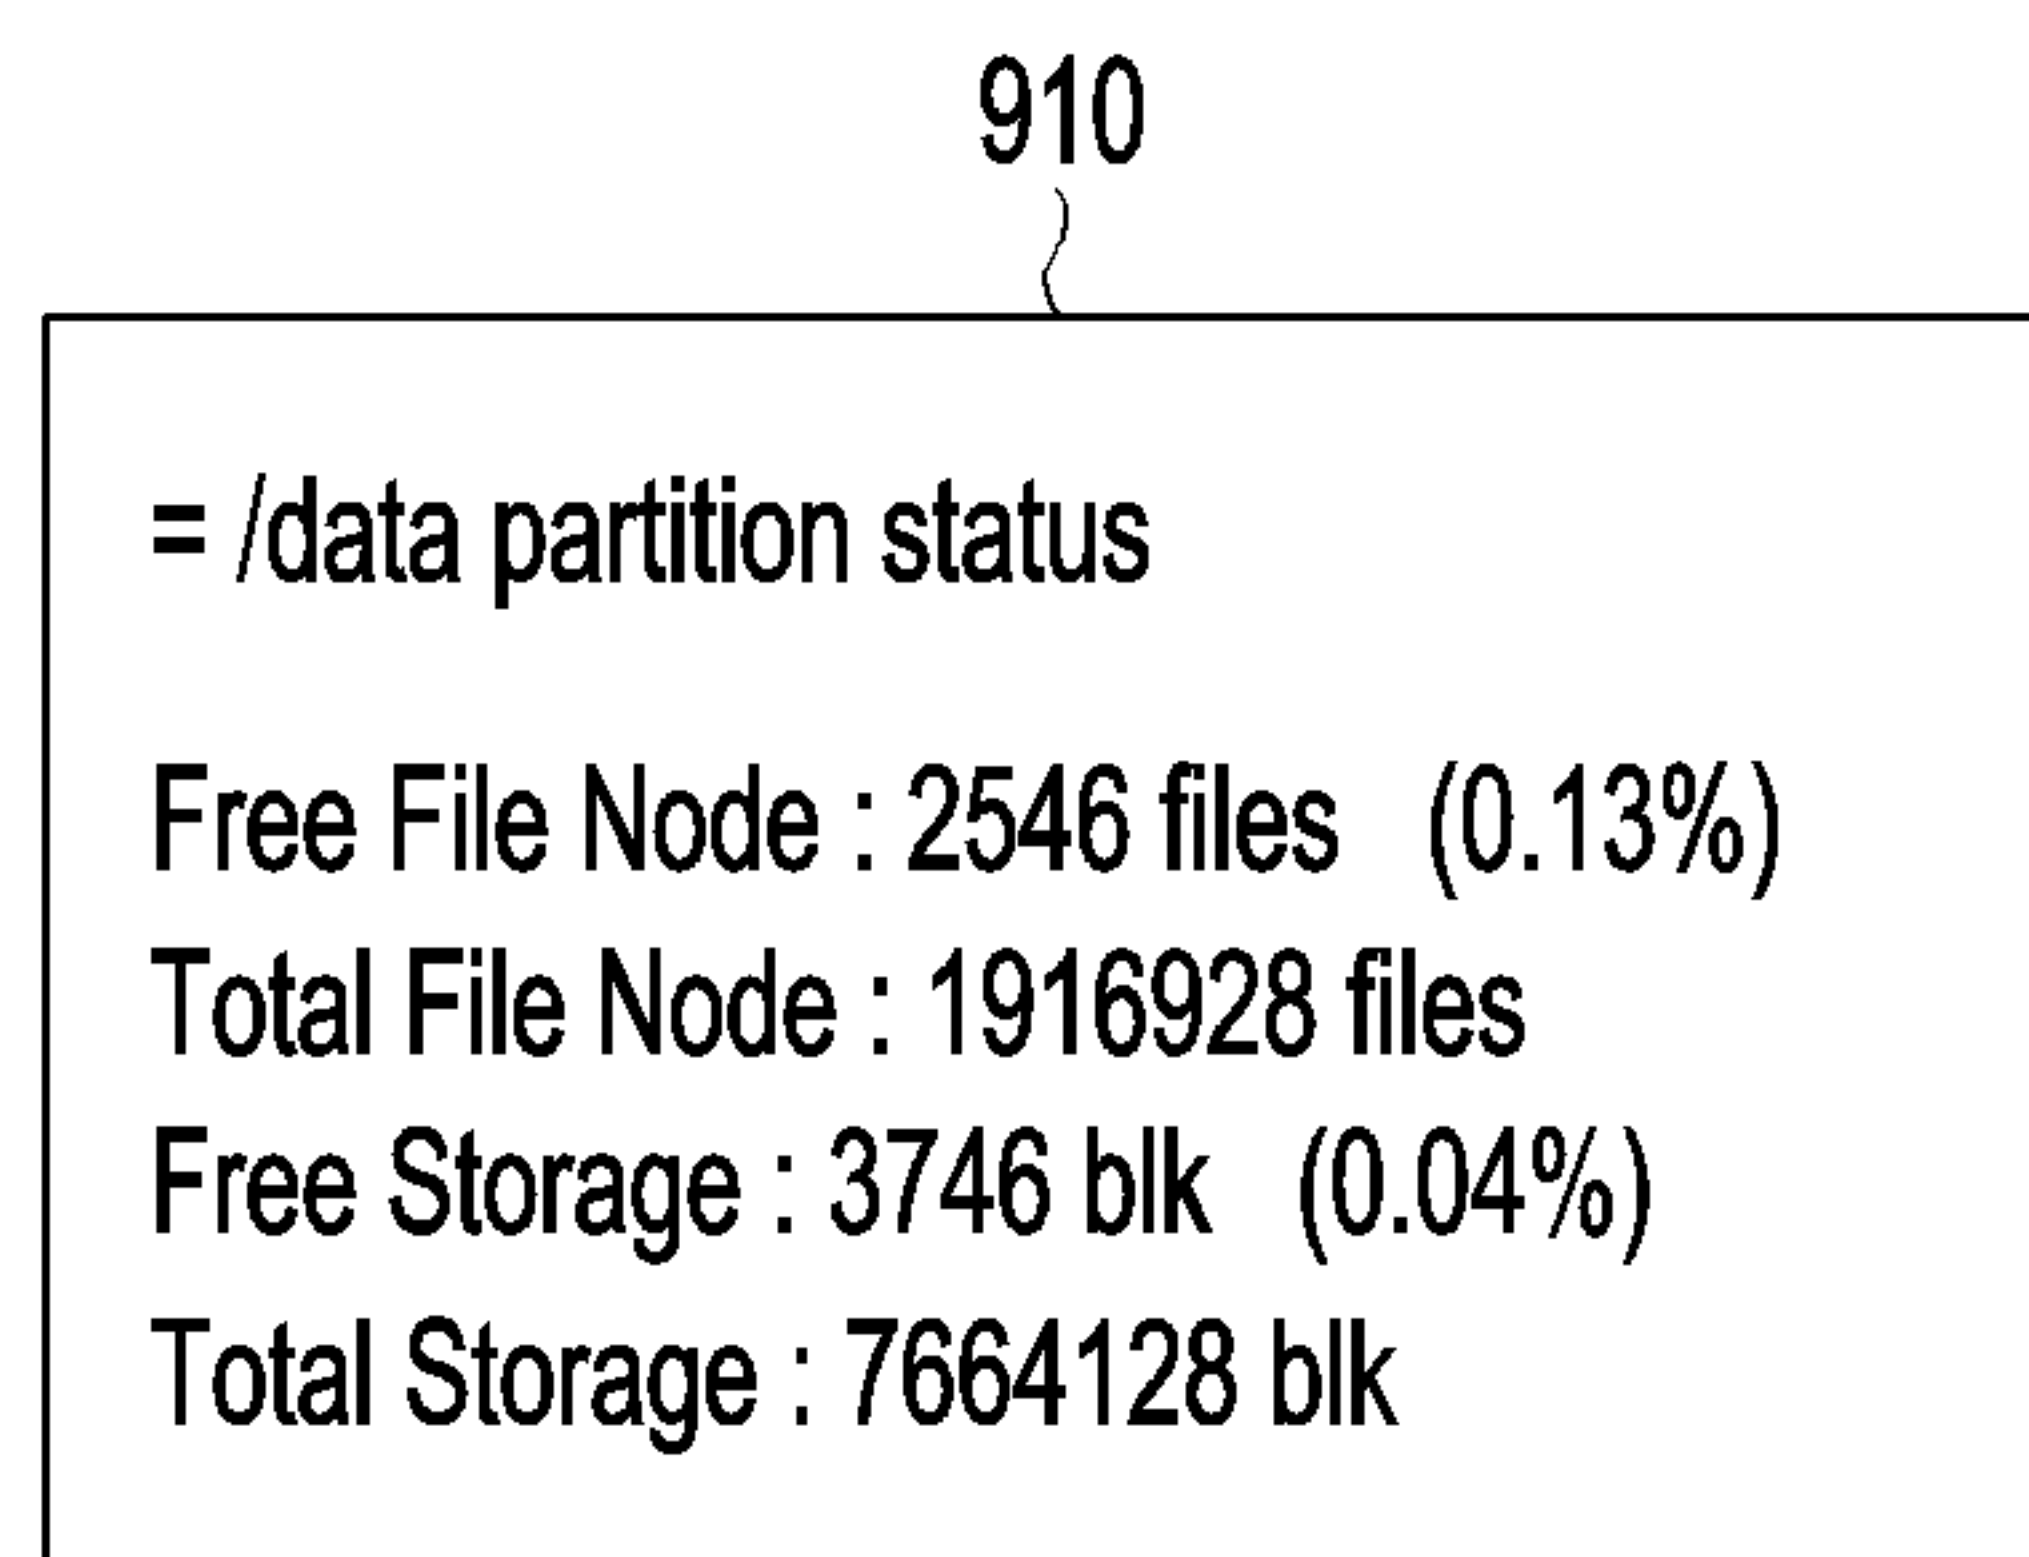 910
= /data partition status
Free File Node : 2546 files (0.13%)
Total File Node : 1916928 files
Free Storage : 3746 blk (0.04%)
Total Storage : 7664128 blk